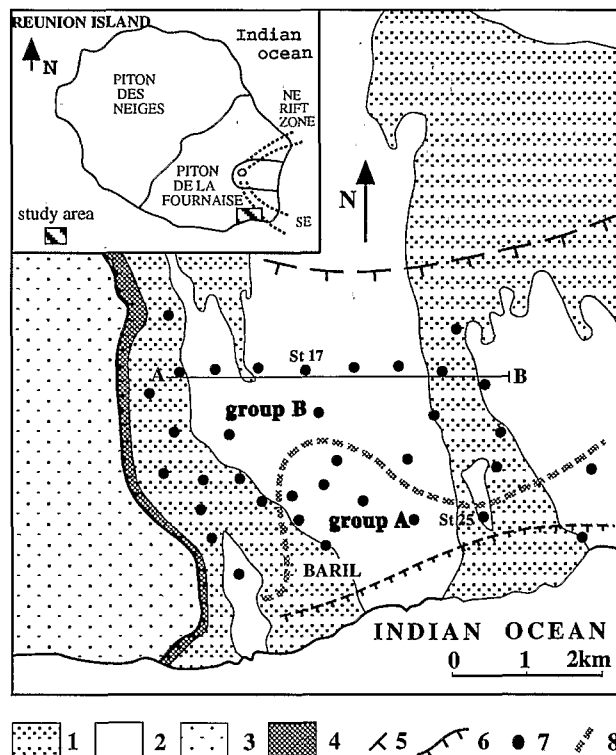 REUNION ISLAND
Indian
ocean
N
PITON
DES
NEIGES
NE
RIFT
ZONE
PITON
DE LA
FOURNAISE
study area
SE
N
St 17
A
B
group B
group A
St 25
BARIL
INDIAN OCEAN
0 1 2km
1 2 3 4 5 6 7 8